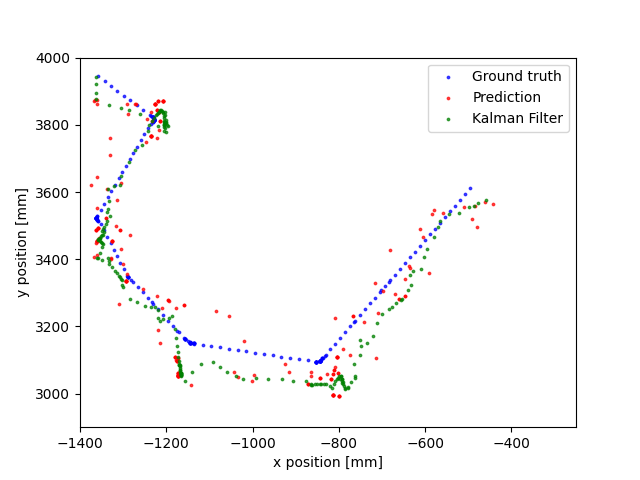 4000
3800
3600
3400
3200
3000
y position [mm]
Ground truth
Prediction
Kalman Filter
−1400 −1200 −1000 −800 −600 −400
x position [mm]